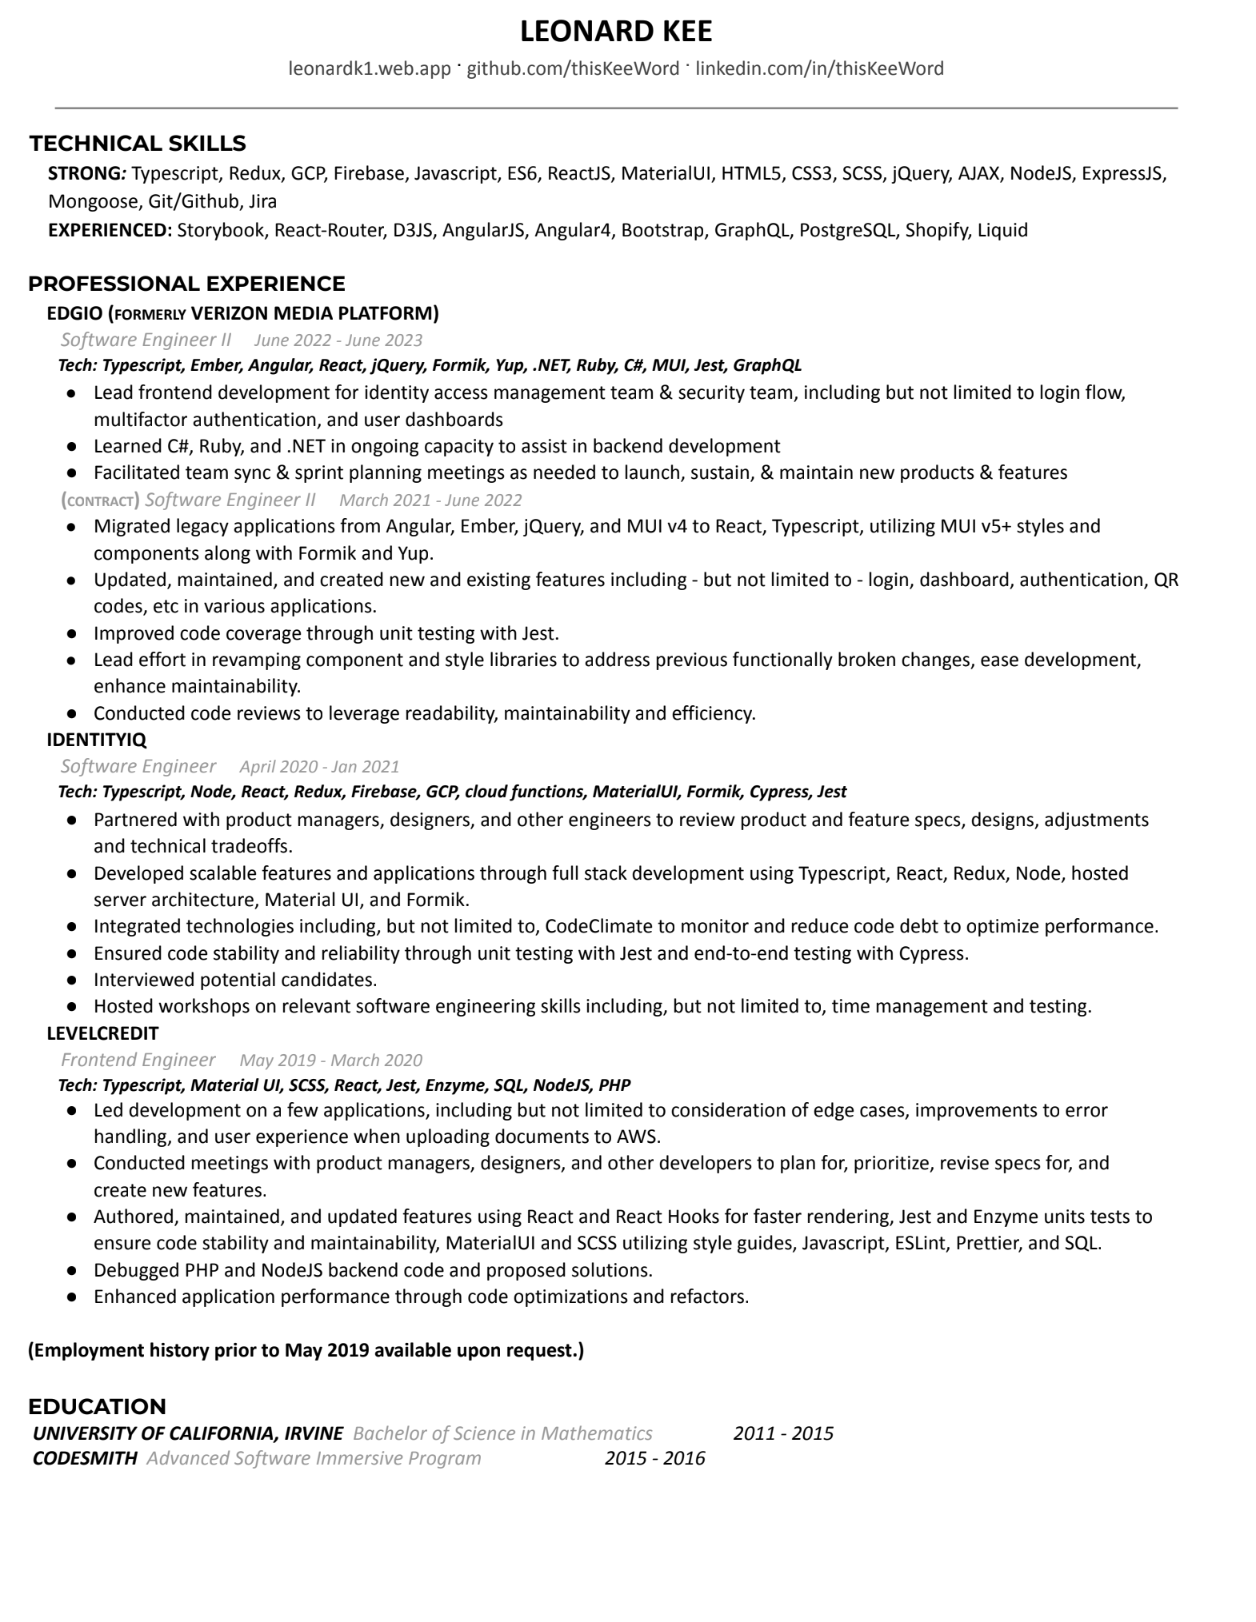 LEONARD KEE
leonardk1.web.app · github.com/thisKeeWord · linkedin.com/in/thisKeeWord
TECHNICAL SKILLS
STRONG: Typescript, Redux, GCP, Firebase, Javascript, ES6, ReactJS, MaterialUI, HTML5, CSS3, SCSS, jQuery, AJAX, NodeJS, ExpressJS,
Mongoose, Git/Github, Jira
EXPERIENCED: Storybook, React-Router, D3JS, AngularJS, Angular4, Bootstrap, GraphQL, PostgreSQL, Shopify, Liquid
PROFESSIONAL EXPERIENCE
EDGIO (FORMERLY VERIZON MEDIA PLATFORM)
Software Engineer II June 2022 - June 2023
Tech: Typescript, Ember, Angular, React, jQuery, Formik, Yup, .NET, Ruby, C#, MUI, Jest, GraphQL
● Lead frontend development for identity access management team & security team, including but not limited to login flow,
multifactor authentication, and user dashboards
● Learned C#, Ruby, and .NET in ongoing capacity to assist in backend development
● Facilitated team sync & sprint planning meetings as needed to launch, sustain, & maintain new products & features
(CONTRACT) Software Engineer II March 2021 - June 2022
● Migrated legacy applications from Angular, Ember, jQuery, and MUI v4 to React, Typescript, utilizing MUI v5+ styles and
components along with Formik and Yup.
● Updated, maintained, and created new and existing features including - but not limited to - login, dashboard, authentication, QR
codes, etc in various applications.
● Improved code coverage through unit testing with Jest.
● Lead effort in revamping component and style libraries to address previous functionally broken changes, ease development,
enhance maintainability.
● Conducted code reviews to leverage readability, maintainability and efficiency.
IDENTITYIQ
Software Engineer April 2020 - Jan 2021
Tech: Typescript, Node, React, Redux, Firebase, GCP, cloud functions, MaterialUI, Formik, Cypress, Jest
● Partnered with product managers, designers, and other engineers to review product and feature specs, designs, adjustments
and technical tradeoffs.
● Developed scalable features and applications through full stack development using Typescript, React, Redux, Node, hosted
server architecture, Material UI, and Formik.
● Integrated technologies including, but not limited to, CodeClimate to monitor and reduce code debt to optimize performance.
● Ensured code stability and reliability through unit testing with Jest and end-to-end testing with Cypress.
● Interviewed potential candidates.
● Hosted workshops on relevant software engineering skills including, but not limited to, time management and testing.
LEVELCREDIT
Frontend Engineer May 2019 - March 2020
Tech: Typescript, Material UI, SCSS, React, Jest, Enzyme, SQL, NodeJS, PHP
● Led development on a few applications, including but not limited to consideration of edge cases, improvements to error
handling, and user experience when uploading documents to AWS.
● Conducted meetings with product managers, designers, and other developers to plan for, prioritize, revise specs for, and
create new features.
● Authored, maintained, and updated features using React and React Hooks for faster rendering, Jest and Enzyme units tests to
ensure code stability and maintainability, MaterialUI and SCSS utilizing style guides, Javascript, ESLint, Prettier, and SQL.
● Debugged PHP and NodeJS backend code and proposed solutions.
● Enhanced application performance through code optimizations and refactors.
(Employment history prior to May 2019 available upon request.)
EDUCATION
UNIVERSITY OF CALIFORNIA, IRVINE Bachelor of Science in Mathematics 2011 - 2015
CODESMITH Advanced Software Immersive Program 2015 - 2016